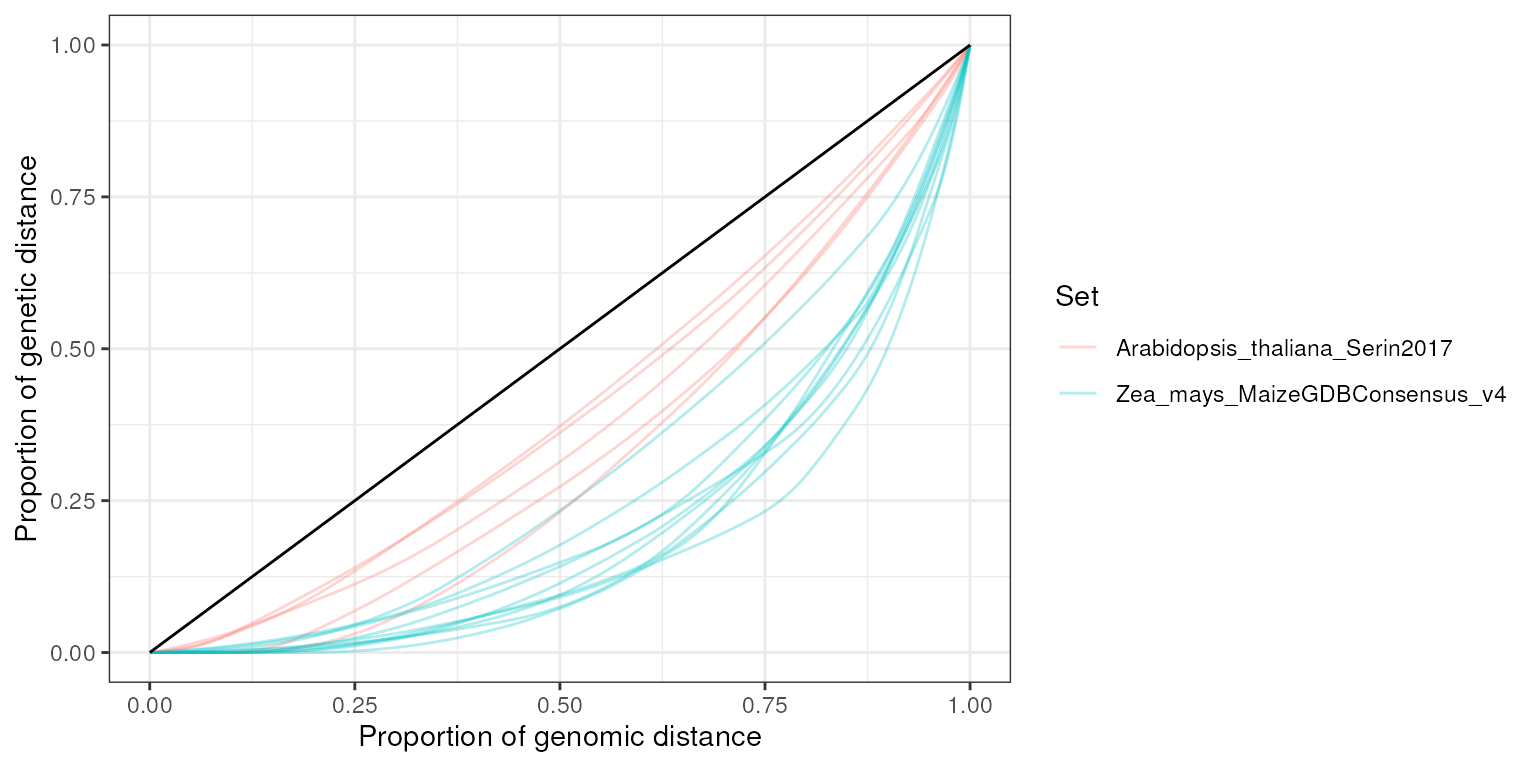 Proportion of genetic distance
1.00
0.75
0.50
0.25
0.00
0.00 0.25 0.50 0.75 1.00
Proportion of genomic distance
Set
Arabidopsis_thaliana_Serin2017
Zea_mays_MaizeGDBConsensus_v4